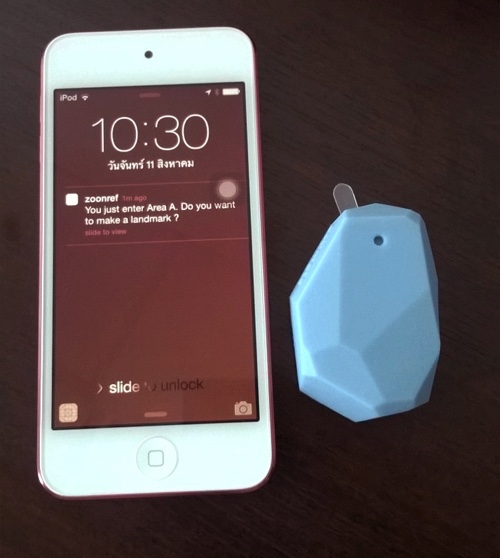 iPod
10:30
วันจันทร์ 11 สิงหาคม
zoonref 1m ago
You just enter Area A. Do you want
to make a landmark ?
slide to view
> slide to unlock